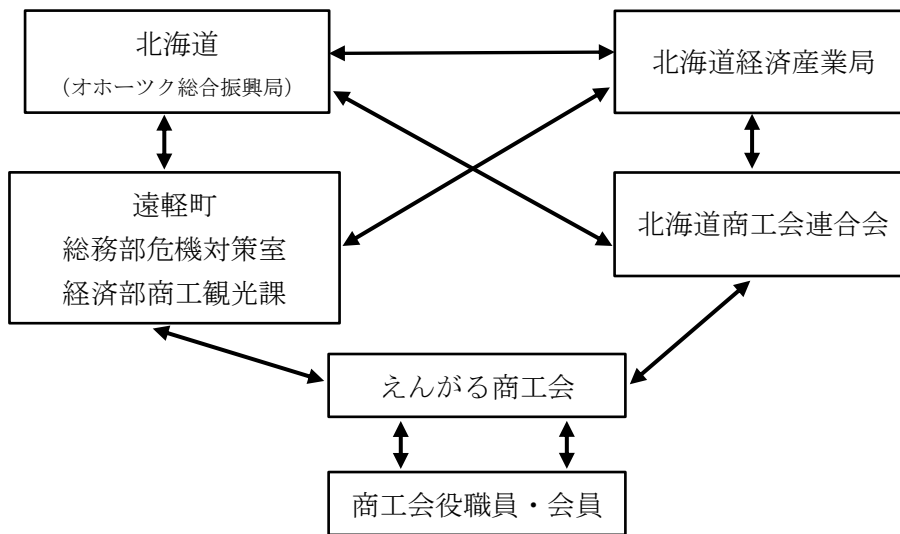 北海道
(オホーツク総合振興局)
北海道経済産業局
遠軽町
総務部危機対策室
経済部商工観光課
北海道商工会連合会
えんがる商工会
商工会役職員・会員